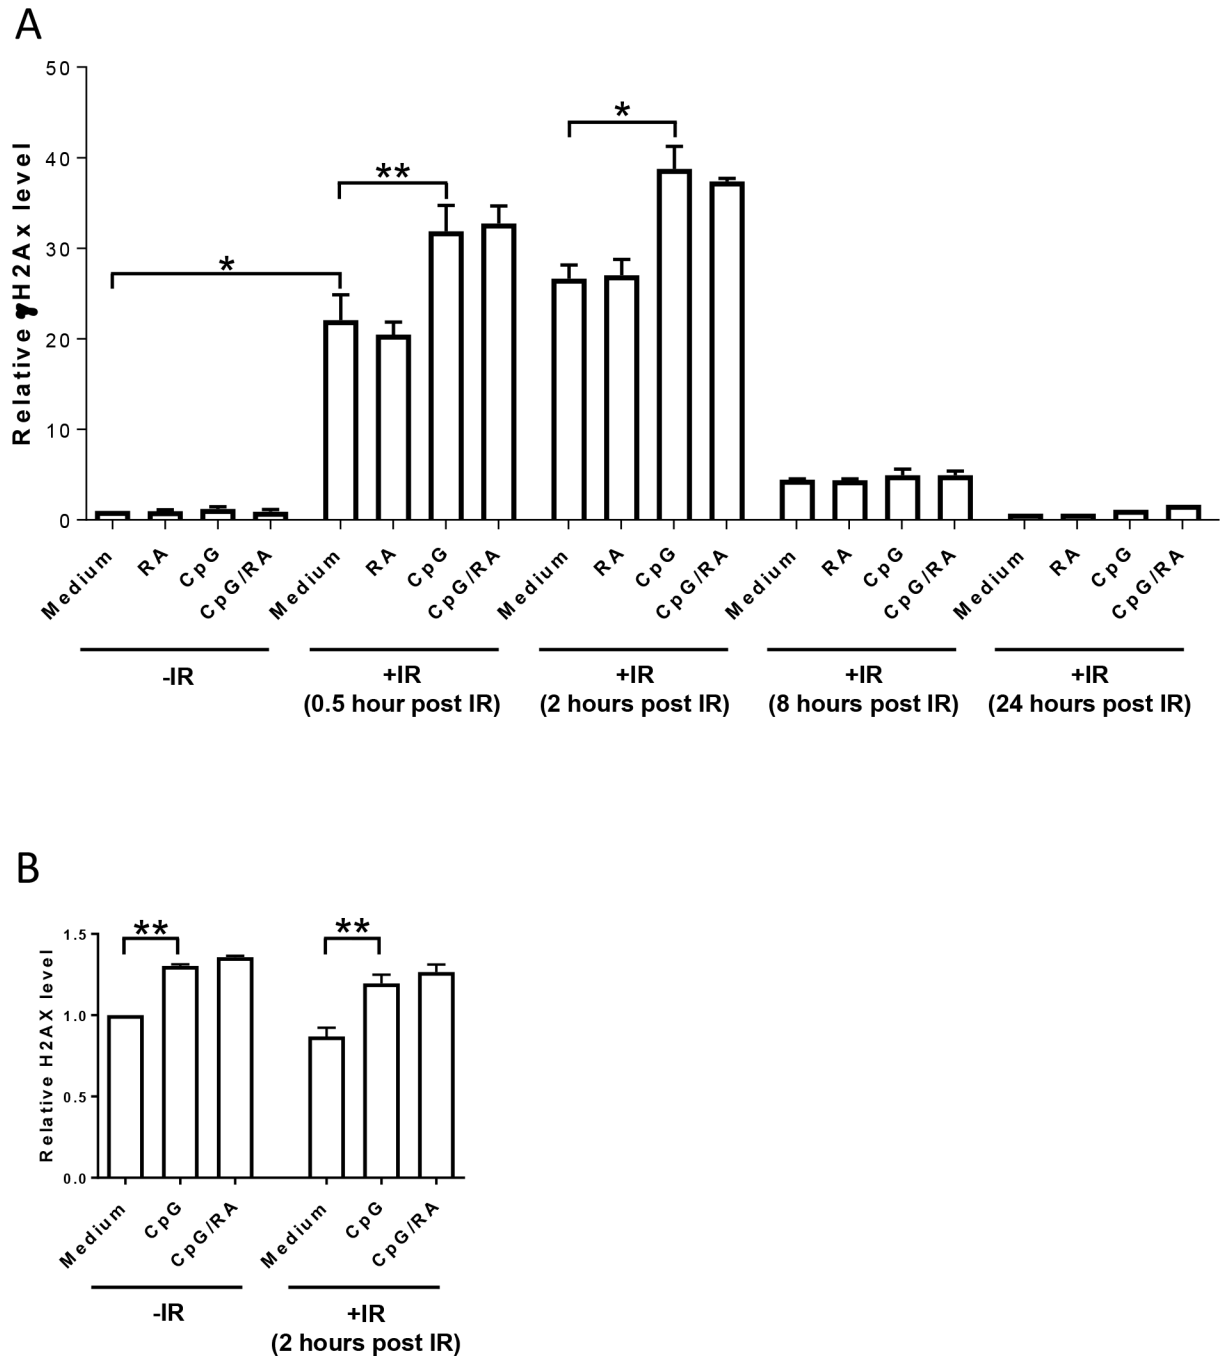 A
Relative γH2Ax level
50
40
30
20
10
0
*
**
*
Medium RA CpG CpG/RA Medium RA CpG CpG/RA Medium RA CpG CpG/RA Medium RA CpG CpG/RA Medium RA CpG CpG/RA
-IR +IR +IR +IR +IR
(0.5 hour post IR) (2 hours post IR) (8 hours post IR) (24 hours post IR)
B
Relative H2AX level
1.5
1.0
0.5
0.0
** **
Medium CpG CpG/RA Medium CpG CpG/RA
-IR +IR
(2 hours post IR)